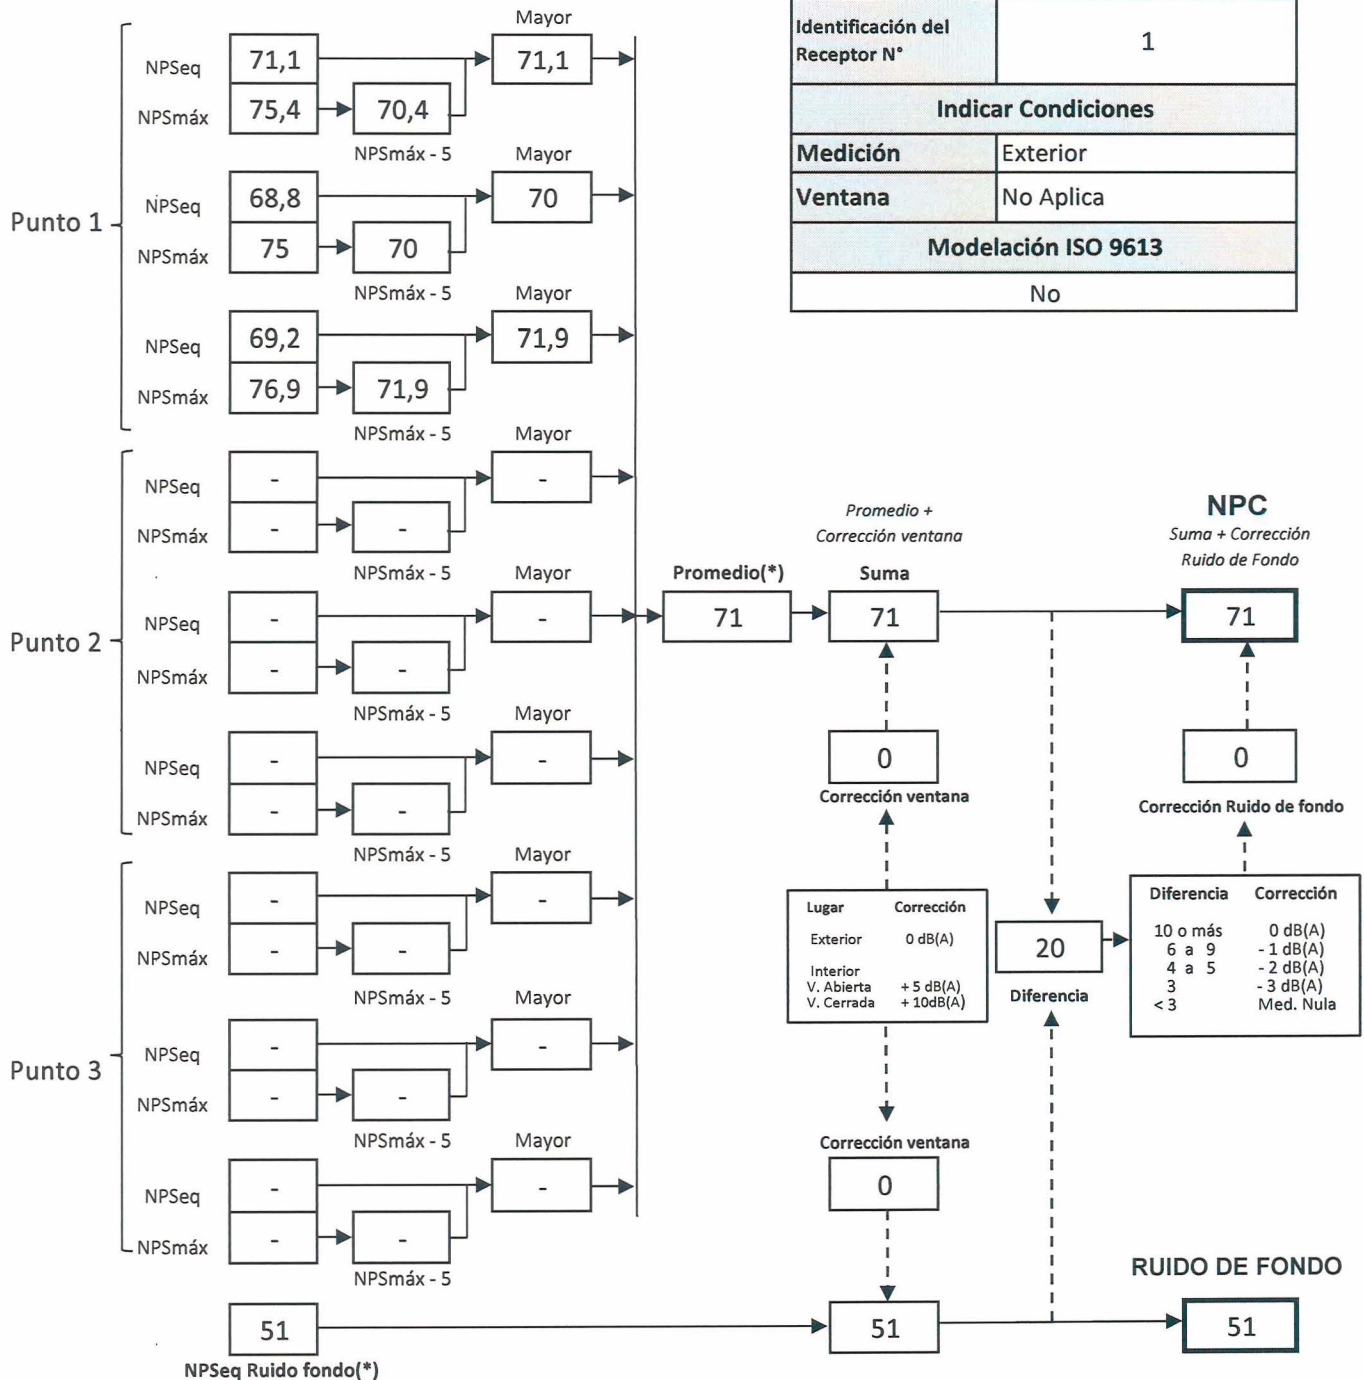 Identificación del
Receptor N°
1
Indicar Condiciones
Medición Exterior
Ventana No Aplica
Modelación ISO 9613
No
Punto 1
Mayor
NPSeq 71,1 71,1
NPSmáx 75,4 70,4
NPSmáx - 5
Mayor
NPSeq 68,8 70
NPSmáx 75 70
NPSmáx - 5
Mayor
NPSeq 69,2 71,9
NPSmáx 76,9 71,9
NPSmáx - 5
Punto 2
Mayor
NPSeq - -
NPSmáx - -
NPSmáx - 5
Mayor
NPSeq - -
NPSmáx - -
NPSmáx - 5
Mayor
NPSeq - -
NPSmáx - -
NPSmáx - 5
Punto 3
Mayor
NPSeq - -
NPSmáx - -
NPSmáx - 5
Mayor
NPSeq - -
NPSmáx - -
NPSmáx - 5
Mayor
NPSeq - -
NPSmáx - -
NPSmáx - 5
51
NPSeq Ruido fondo(*)
Promedio(*)
71
Promedio +
Corrección ventana
Suma
71
0
Corrección ventana
Lugar Corrección
Exterior 0 dB(A)
Interior
V. Abierta + 5 dB(A)
V. Cerrada + 10dB(A)
Corrección ventana
0
51
20
Diferencia
NPC
Suma + Corrección
Ruido de Fondo
71
0
Corrección Ruido de fondo
Diferencia Corrección
10 o más 0 dB(A)
6 a 9 - 1 dB(A)
4 a 5 - 2 dB(A)
3 - 3 dB(A)
< 3 Med. Nula
RUIDO DE FONDO
51